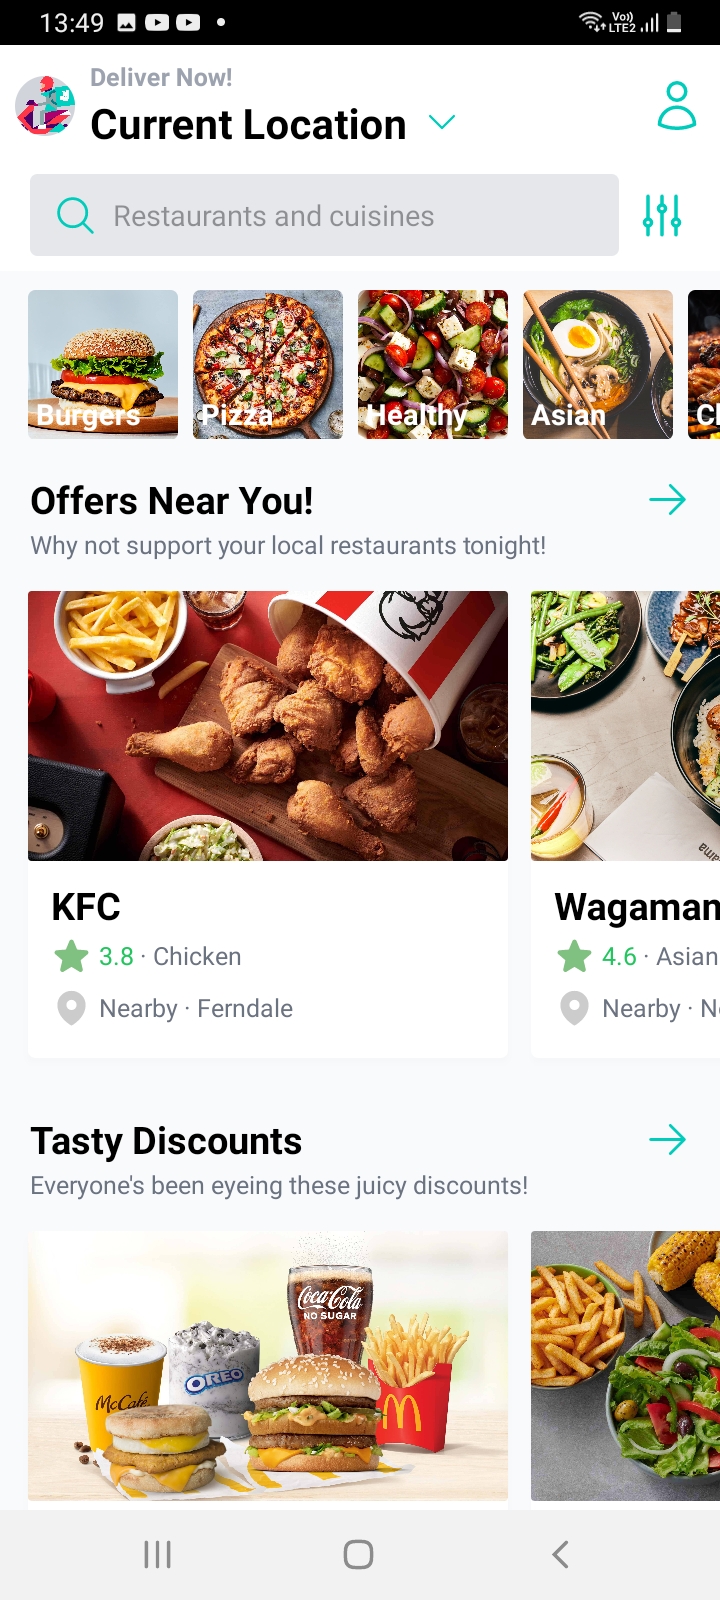 13:49
Vo))
LTE2
Deliver Now!
Current Location
Restaurants and cuisines
Burgers
Pizza
Healthy
Asian
Offers Near You!
Why not support your local restaurants tonight!
KFC
3.8 · Chicken
Nearby · Ferndale
Wagaman
4.6 · Asian
Nearby ·
Tasty Discounts
Everyone's been eyeing these juicy discounts!
Coca-Cola
NO SUGAR
OREO
McCafé